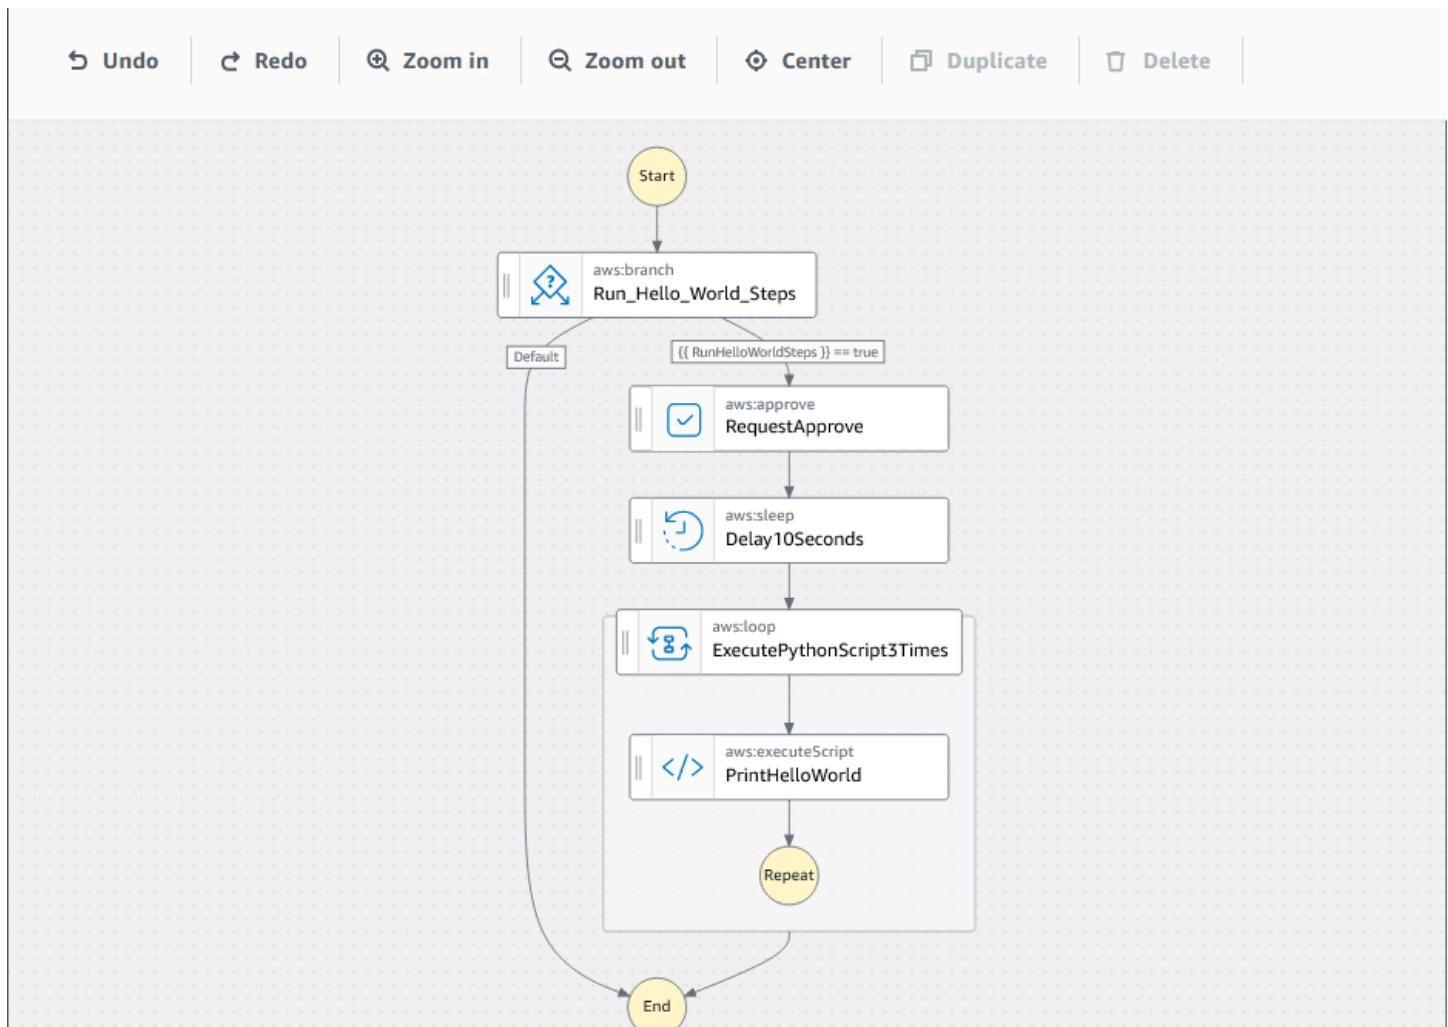 Undo
Redo
Zoom in
Zoom out
Center
Duplicate
Delete
Start
aws:branch
Run_Hello_World_Steps
Default
{{ RunHelloWorldSteps }} == true
aws:approve
RequestApprove
aws:sleep
Delay10Seconds
aws:loop
ExecutePythonScript3Times
aws:executeScript
PrintHelloWorld
Repeat
End